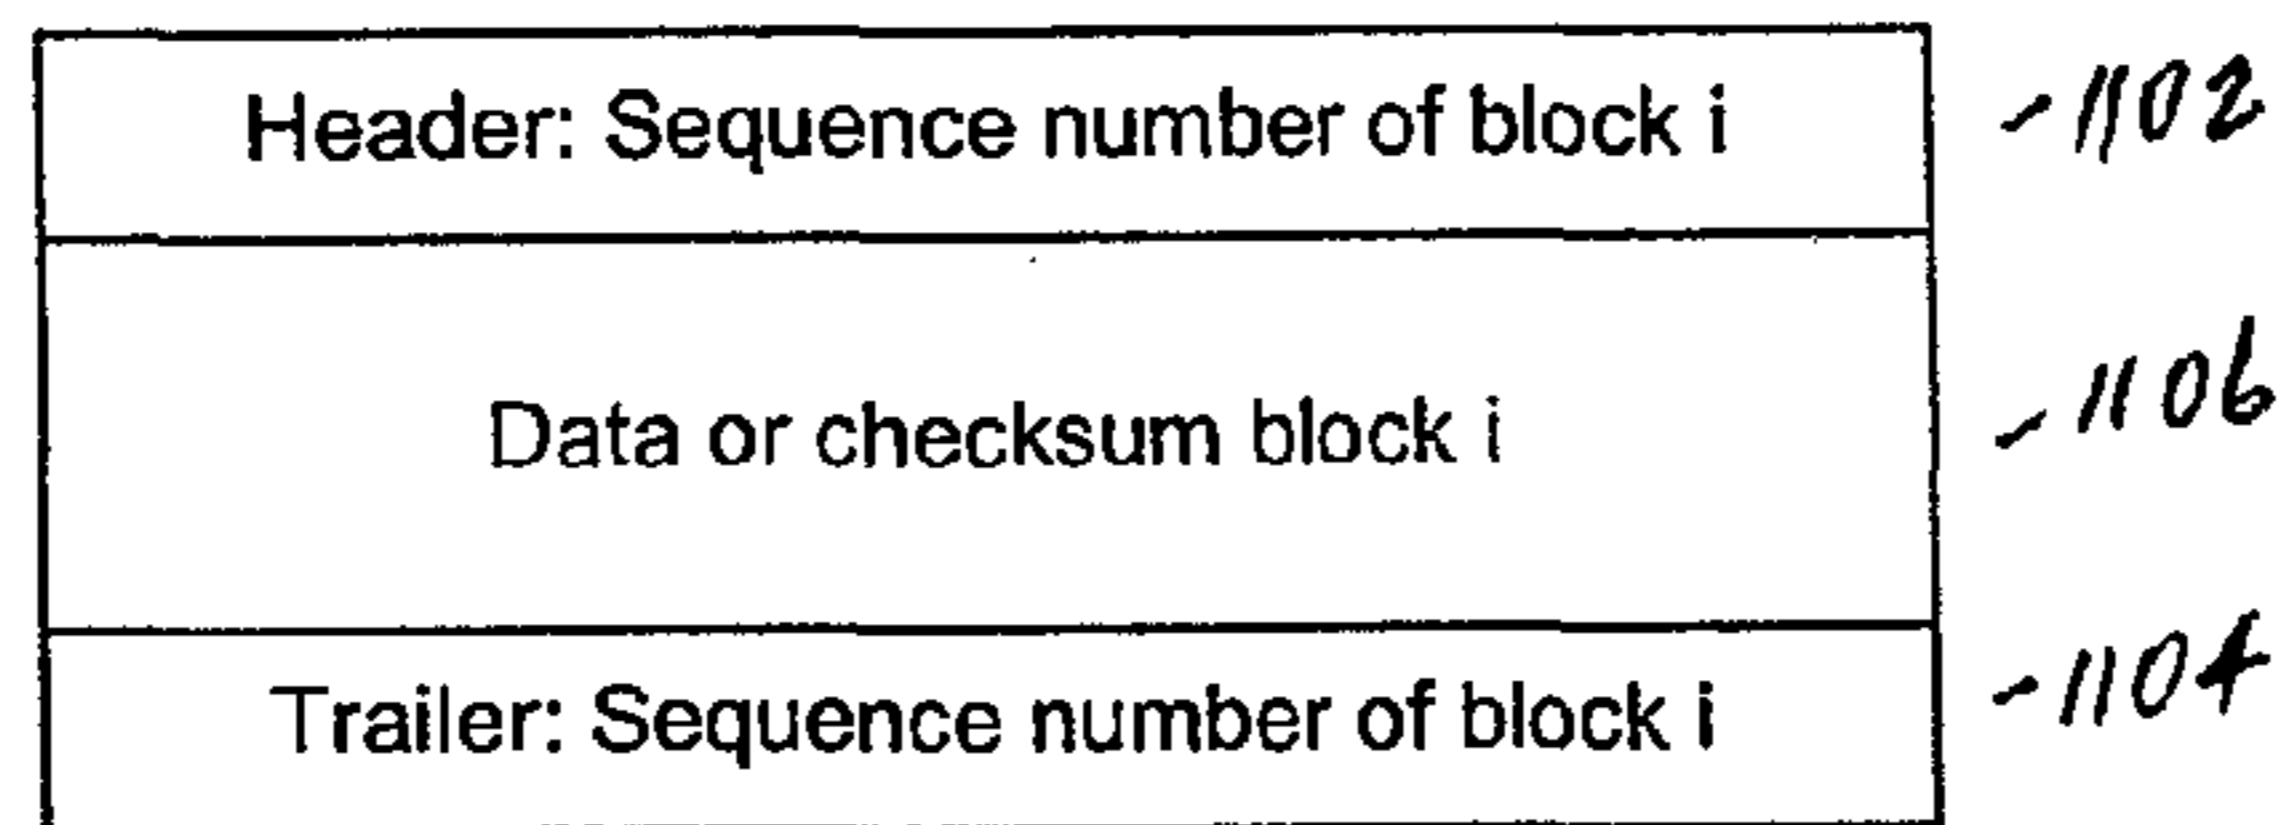 Header: Sequence number of block i -1102
Data or checksum block i -1106
Trailer: Sequence number of block i -1104